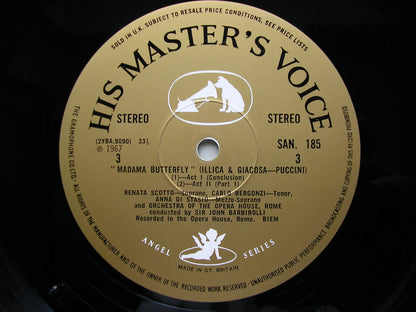 SOLD IN U.K. SUBJECT TO RESALE PRICE CONDITIONS, SEE PRICE LISTS
HIS MASTER'S VOICE
STEREO STEREO
(2YBA.9090) 33⅓ SAN. 185
℗ 1967
3 3
"MADAMA BUTTERFLY" (ILLICA & GIACOSA—PUCCINI)
(1)—Act I (Conclusion)
(2)—Act II (Part 1)
RENATA SCOTTO—Soprano, CARLO BERGONZI—Tenor,
ANNA DI STASIO—Mezzo-Soprano
and ORCHESTRA OF THE OPERA HOUSE, ROME
conducted by SIR JOHN BARBIROLLI
Recorded in the Opera House, Rome. BIEM
ANGEL SERIES
MADE IN GT. BRITAIN
THE GRAMOPHONE CO. LTD. ALL RIGHTS OF THE MANUFACTURER AND OF THE OWNER OF THE RECORDED WORK RESERVED. UNAUTHORISED PUBLIC PERFORMANCE BROADCASTING AND COPYING OF THIS RECORD PROHIBITED